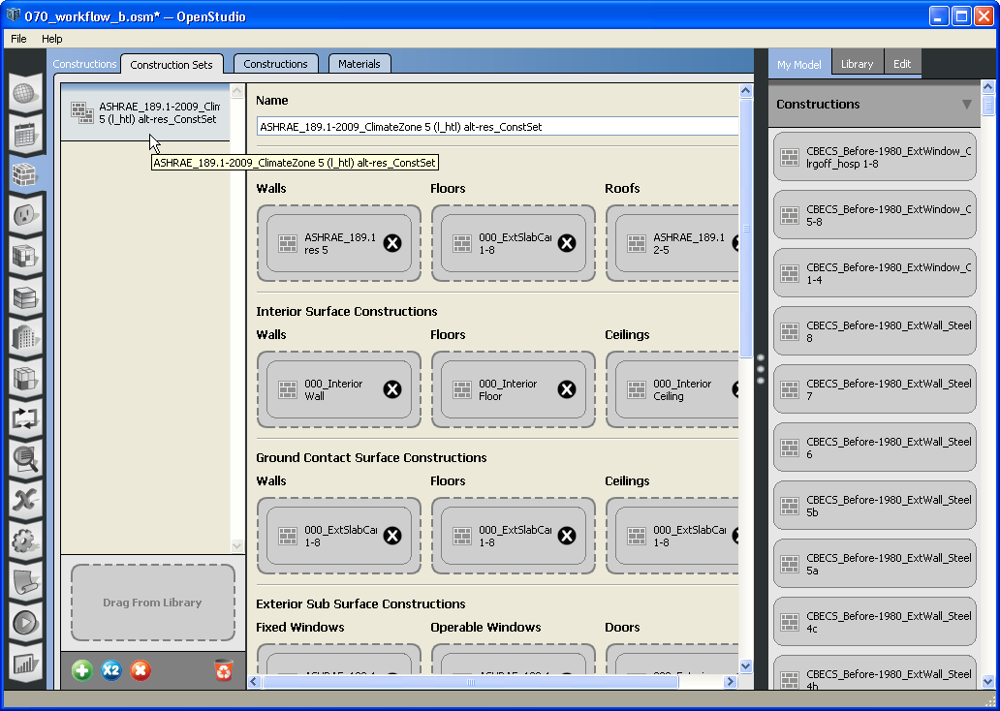 070_workflow_b.osm* — OpenStudio
File Help
Constructions Construction Sets Constructions Materials
My Model Library Edit
ASHRAE_189.1-2009_Clim
5 (l_htl) alt-res_ConstSet
ASHRAE_189.1-2009_ClimateZone 5 (l_htl) alt-res_ConstSet
Drag From Library
X2
Name
ASHRAE_189.1-2009_ClimateZone 5 (l_htl) alt-res_ConstSet
Walls Floors Roofs
ASHRAE_189.1
res 5
000_ExtSlabCar
1-8
ASHRAE_189.1
2-5
Interior Surface Constructions
Walls Floors Ceilings
000_Interior
Wall
000_Interior
Floor
000_Interior
Ceiling
Ground Contact Surface Constructions
Walls Floors Ceilings
000_ExtSlabCar
1-8
000_ExtSlabCar
1-8
000_ExtSlabCar
1-8
Exterior Sub Surface Constructions
Fixed Windows Operable Windows Doors
Constructions
CBECS_Before-1980_ExtWindow_C
lrgoff_hosp 1-8
CBECS_Before-1980_ExtWindow_C
5-8
CBECS_Before-1980_ExtWindow_C
1-4
CBECS_Before-1980_ExtWall_Steel
8
CBECS_Before-1980_ExtWall_Steel
7
CBECS_Before-1980_ExtWall_Steel
6
CBECS_Before-1980_ExtWall_Steel
5b
CBECS_Before-1980_ExtWall_Steel
5a
CBECS_Before-1980_ExtWall_Steel
4c
CBECS_Before-1980_ExtWall_Steel
4b